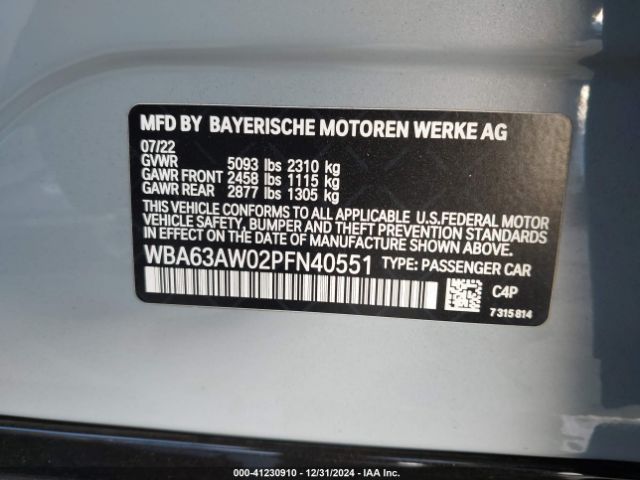 MFD BY BAYERISCHE MOTOREN WERKE AG
07/22
GVWR 5093 lbs 2310 kg
GAWR FRONT 2458 lbs 1115 kg
GAWR REAR 2877 lbs 1305 kg
THIS VEHICLE CONFORMS TO ALL APPLICABLE U.S.FEDERAL MOTOR
VEHICLE SAFETY, BUMPER, AND THEFT PREVENTION STANDARDS
IN EFFECT ON THE DATE OF MANUFACTURE SHOWN ABOVE.
WBA63AW02PFN40551 TYPE: PASSENGER CAR
C4P
7 315 814
000-41230910 - 12/31/2024 - IAA Inc.